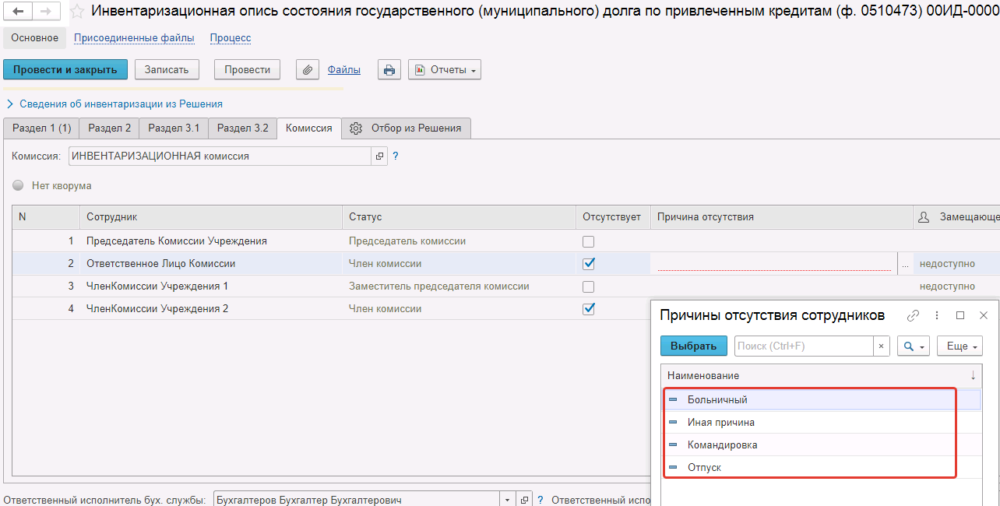 Инвентаризационная опись состояния государственного (муниципального) долга по привлеченным кредитам (ф. 0510473) 00ИД-0000
Основное Присоединенные файлы Процесс
Провести и закрыть Записать Провести Файлы Отчеты
Сведения об инвентаризации из Решения
Раздел 1 (1) Раздел 2 Раздел 3.1 Раздел 3.2 Комиссия Отбор из Решения
Комиссия: ИНВЕНТАРИЗАЦИОННАЯ комиссия ?
Нет кворума
N Сотрудник Статус Отсутствует Причина отсутствия Замещающе
1 Председатель Комиссии Учреждения Председатель комиссии
2 Ответственное Лицо Комиссии Член комиссии ... недоступно
3 ЧленКомиссии Учреждения 1 Заместитель председателя комиссии недоступно
4 ЧленКомиссии Учреждения 2 Член комиссии
Причины отсутствия сотрудников
Выбрать Поиск (Ctrl+F) × Еще
Наименование ↓
Больничный
Иная причина
Командировка
Отпуск
Ответственный исполнитель бух. службы: Бухгалтеров Бухгалтер Бухгалтерович ? Ответственный испо